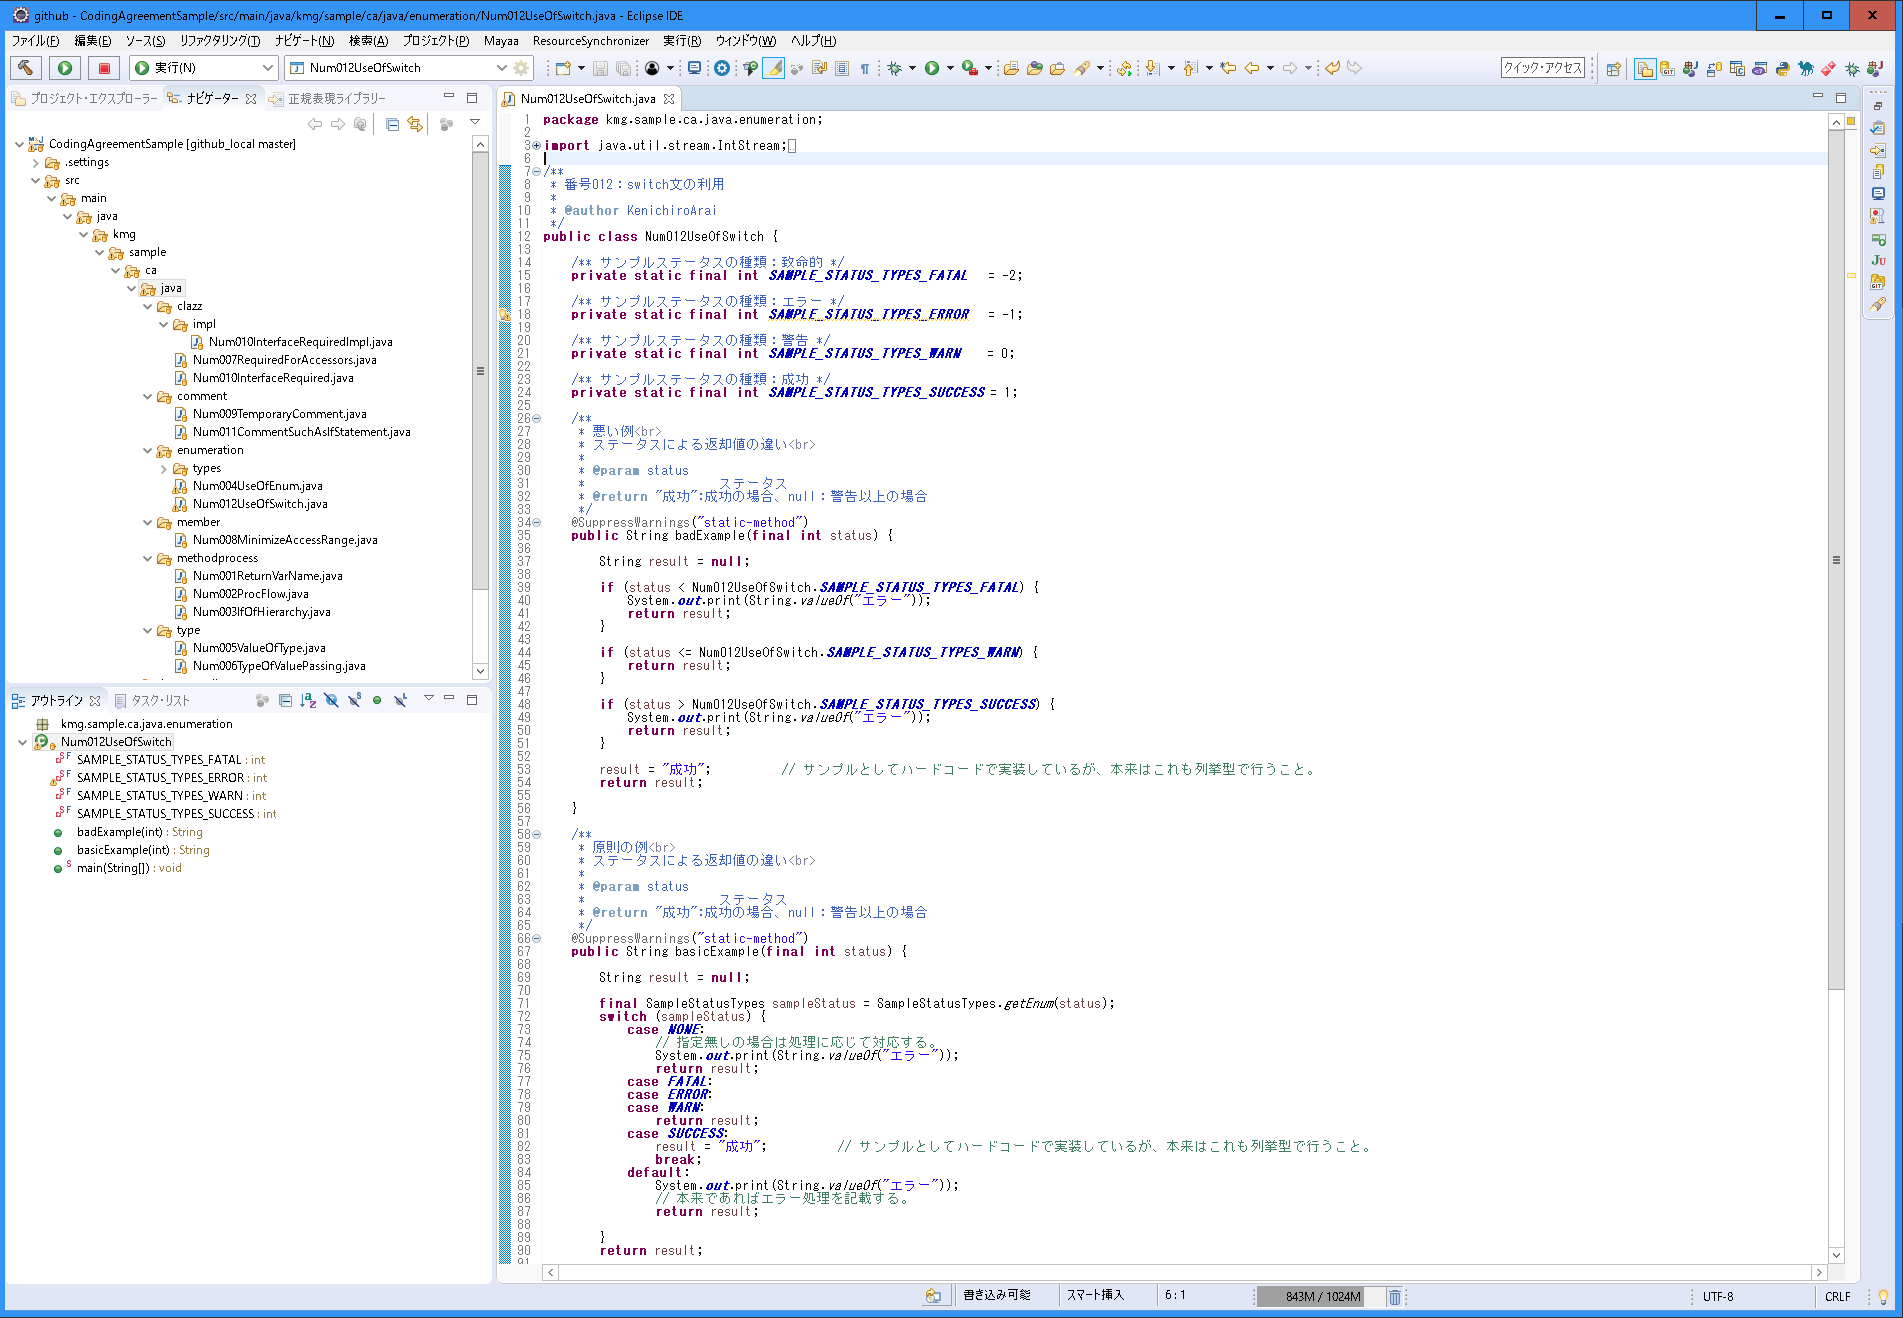 github - CodingAgreementSample/src/main/java/kmg/sample/ca/java/enumeration/Num012UseOfSwitch.java - Eclipse IDE
ファイル(F) 編集(E) ソース(S) リファクタリング(T) ナビゲート(N) 検索(A) プロジェクト(P) Mayaa ResourceSynchronizer 実行(R) ウィンドウ(W) ヘルプ(H)
実行(N) Num012UseOfSwitch クイック・アクセス
プロジェクト・エクスプローラー ナビゲーター 正規表現ライブラリー
CodingAgreementSample [github_local master]
.settings
src
main
java
kmg
sample
ca
java
clazz
impl
Num010InterfaceRequiredImpl.java
Num007RequiredForAccessors.java
Num010InterfaceRequired.java
comment
Num009TemporaryComment.java
Num011CommentSuchAsIfStatement.java
enumeration
types
Num004UseOfEnum.java
Num012UseOfSwitch.java
member
Num008MinimizeAccessRange.java
methodprocess
Num001ReturnVarName.java
Num002ProcFlow.java
Num003IfOfHierarchy.java
type
Num005ValueOfType.java
Num006TypeOfValuePassing.java
アウトライン タスク・リスト
kmg.sample.ca.java.enumeration
Num012UseOfSwitch
SAMPLE_STATUS_TYPES_FATAL : int
SAMPLE_STATUS_TYPES_ERROR : int
SAMPLE_STATUS_TYPES_WARN : int
SAMPLE_STATUS_TYPES_SUCCESS : int
badExample(int) : String
basicExample(int) : String
main(String[]) : void
Num012UseOfSwitch.java
1 package kmg.sample.ca.java.enumeration;
2
3 import java.util.stream.IntStream;
6
7 /**
8 * 番号012：switch文の利用
9 *
10 * @author KenichiroArai
11 */
12 public class Num012UseOfSwitch {
13
14 /** サンプルステータスの種類：致命的 */
15 private static final int SAMPLE_STATUS_TYPES_FATAL = -2;
16
17 /** サンプルステータスの種類：エラー */
18 private static final int SAMPLE_STATUS_TYPES_ERROR = -1;
19
20 /** サンプルステータスの種類：警告 */
21 private static final int SAMPLE_STATUS_TYPES_WARN = 0;
22
23 /** サンプルステータスの種類：成功 */
24 private static final int SAMPLE_STATUS_TYPES_SUCCESS = 1;
25
26 /**
27 * 悪い例<br>
28 * ステータスによる返却値の違い<br>
29 *
30 * @param status
31 * ステータス
32 * @return "成功":成功の場合、null：警告以上の場合
33 */
34 @SuppressWarnings("static-method")
35 public String badExample(final int status) {
36
37 String result = null;
38
39 if (status < Num012UseOfSwitch.SAMPLE_STATUS_TYPES_FATAL) {
40 System.out.print(String.valueOf("エラー"));
41 return result;
42 }
43
44 if (status <= Num012UseOfSwitch.SAMPLE_STATUS_TYPES_WARN) {
45 return result;
46 }
47
48 if (status > Num012UseOfSwitch.SAMPLE_STATUS_TYPES_SUCCESS) {
49 System.out.print(String.valueOf("エラー"));
50 return result;
51 }
52
53 result = "成功"; // サンプルとしてハードコードで実装しているが、本来はこれも列挙型で行うこと。
54 return result;
55
56 }
57
58 /**
59 * 原則の例<br>
60 * ステータスによる返却値の違い<br>
61 *
62 * @param status
63 * ステータス
64 * @return "成功":成功の場合、null：警告以上の場合
65 */
66 @SuppressWarnings("static-method")
67 public String basicExample(final int status) {
68
69 String result = null;
70
71 final SampleStatusTypes sampleStatus = SampleStatusTypes.getEnum(status);
72 switch (sampleStatus) {
73 case NONE:
74 // 指定無しの場合は処理に応じて対応する。
75 System.out.print(String.valueOf("エラー"));
76 return result;
77 case FATAL:
78 case ERROR:
79 case WARN:
80 return result;
81 case SUCCESS:
82 result = "成功"; // サンプルとしてハードコードで実装しているが、本来はこれも列挙型で行うこと。
83 break;
84 default:
85 System.out.print(String.valueOf("エラー"));
86 // 本来であればエラー処理を記載する。
87 return result;
88
89 }
90 return result;
91
書き込み可能 スマート挿入 6 : 1 843M / 1024M UTF-8 CRLF